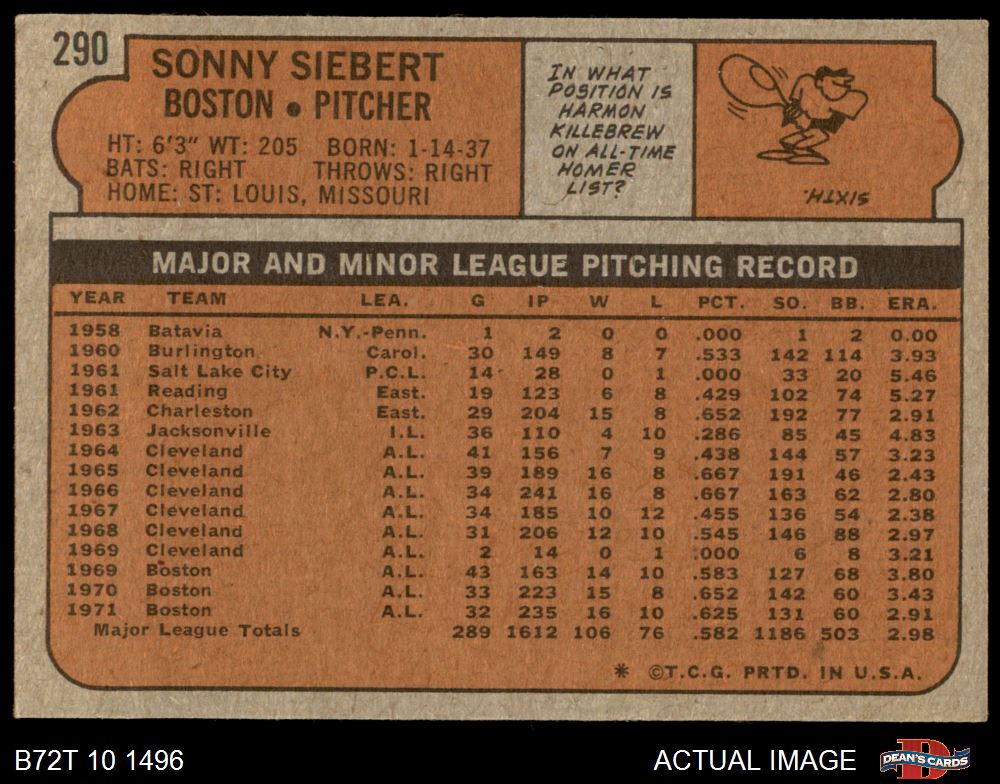 290
SONNY SIEBERT
BOSTON • PITCHER
HT: 6'3" WT: 205 BORN: 1-14-37
BATS: RIGHT THROWS: RIGHT
HOME: ST: LOUIS, MISSOURI
IN WHAT
POSITION IS
HARMON
KILLEBREW
ON ALL-TIME
HOMER
LIST?
SIXTH.
MAJOR AND MINOR LEAGUE PITCHING RECORD
YEAR TEAM LEA. G IP W L PCT. SO. BB. ERA.
1958 Batavia N.Y.-Penn. 1 2 0 0 .000 1 2 0.00
1960 Burlington Carol. 30 149 8 7 .533 142 114 3.93
1961 Salt Lake City P.C.L. 14 28 0 1 .000 33 20 5.46
1961 Reading East. 19 123 6 8 .429 102 74 5.27
1962 Charleston East. 29 204 15 8 .652 192 77 2.91
1963 Jacksonville I.L. 36 110 4 10 .286 85 45 4.83
1964 Cleveland A.L. 41 156 7 9 .438 144 57 3.23
1965 Cleveland A.L. 39 189 16 8 .667 191 46 2.43
1966 Cleveland A.L. 34 241 16 8 .667 163 62 2.80
1967 Cleveland A.L. 34 185 10 12 .455 136 54 2.38
1968 Cleveland A.L. 31 206 12 10 .545 146 88 2.97
1969 Cleveland A.L. 2 14 0 1 .000 6 8 3.21
1969 Boston A.L. 43 163 14 10 .583 127 68 3.80
1970 Boston A.L. 33 223 15 8 .652 142 60 3.43
1971 Boston A.L. 32 235 16 10 .625 131 60 2.91
Major League Totals 289 1612 106 76 .582 1186 503 2.98
* ©T.C.G. PRTD. IN U.S.A.
B72T 10 1496 ACTUAL IMAGE
D
DEAN'S CARDS